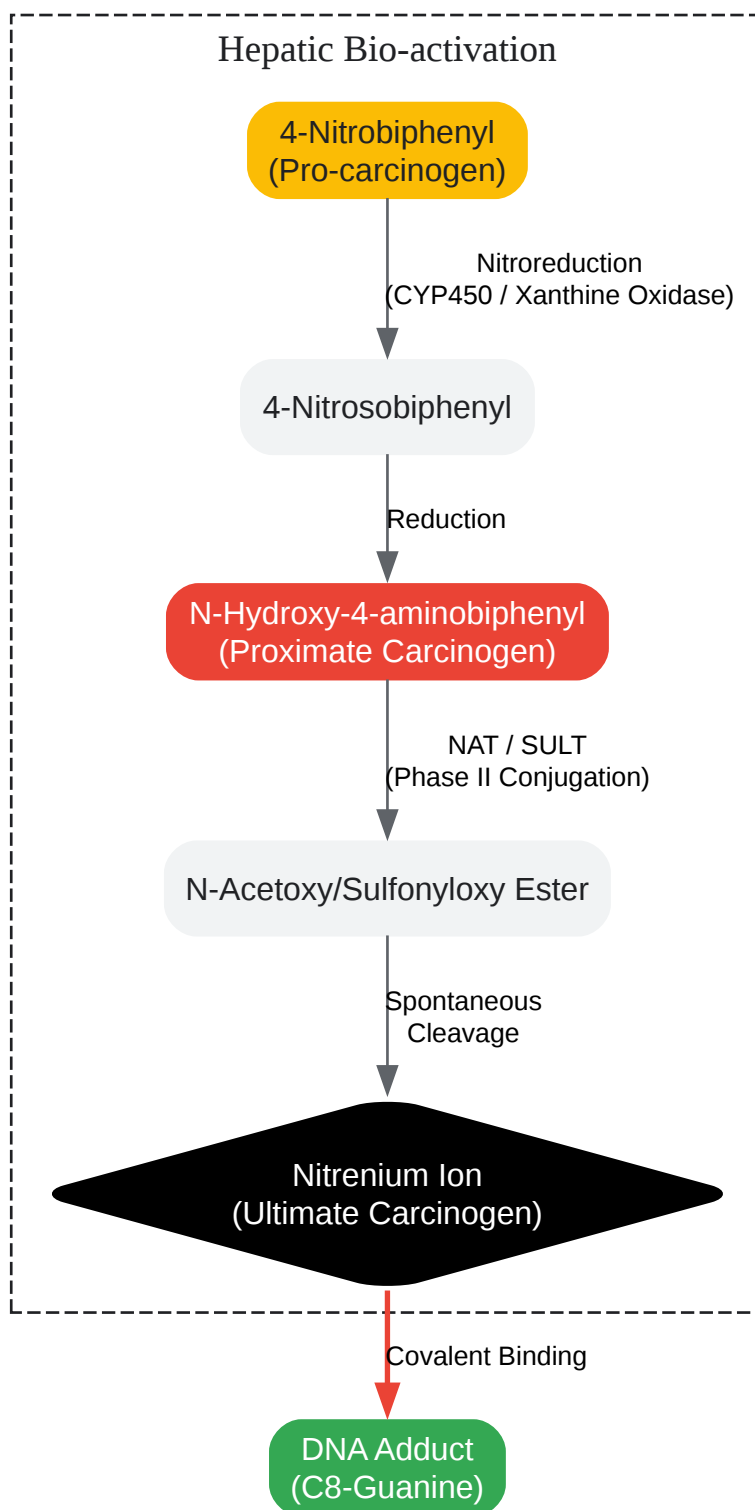 Hepatic Bio-activation
4-Nitrobiphenyl
(Pro-carcinogen)
Nitroreduction
(CYP450 / Xanthine Oxidase)
4-Nitrosobiphenyl
Reduction
N-Hydroxy-4-aminobiphenyl
(Proximate Carcinogen)
NAT / SULT
(Phase II Conjugation)
N-Acetoxy/Sulfonyloxy Ester
Spontaneous
Cleavage
Nitrenium Ion
(Ultimate Carcinogen)
Covalent Binding
DNA Adduct
(C8-Guanine)